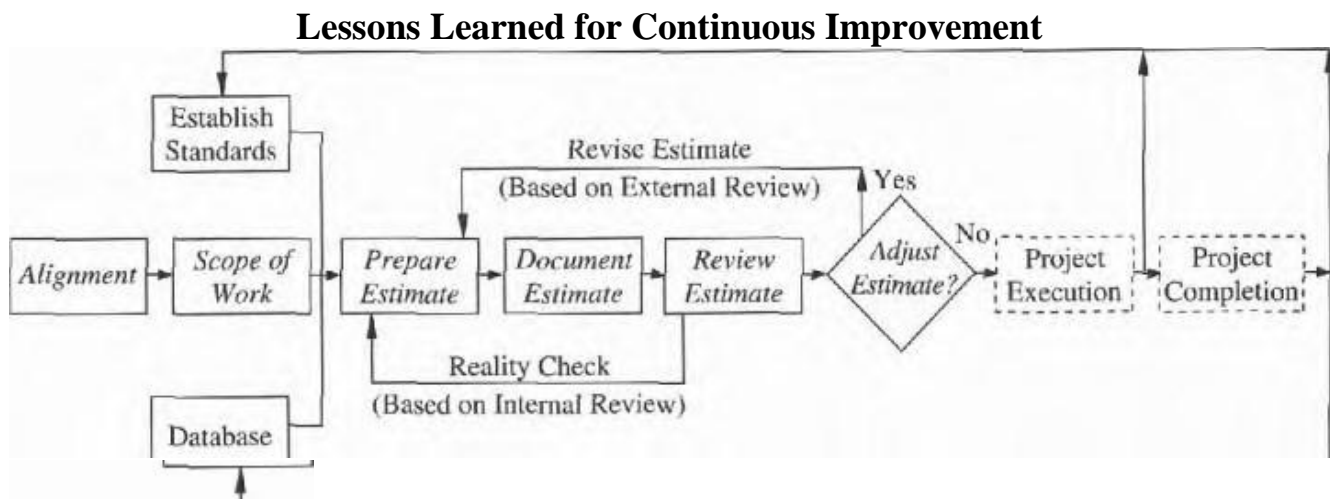 Lessons Learned for Continuous Improvement
Establish
Standards
Revise Estimate
(Based on External Review)
Yes
Alignment
Scope of
Work
Prepare
Estimate
Document
Estimate
Review
Estimate
Adjust
Estimate?
No
Project
Execution
Project
Completion
Reality Check
(Based on Internal Review)
Database